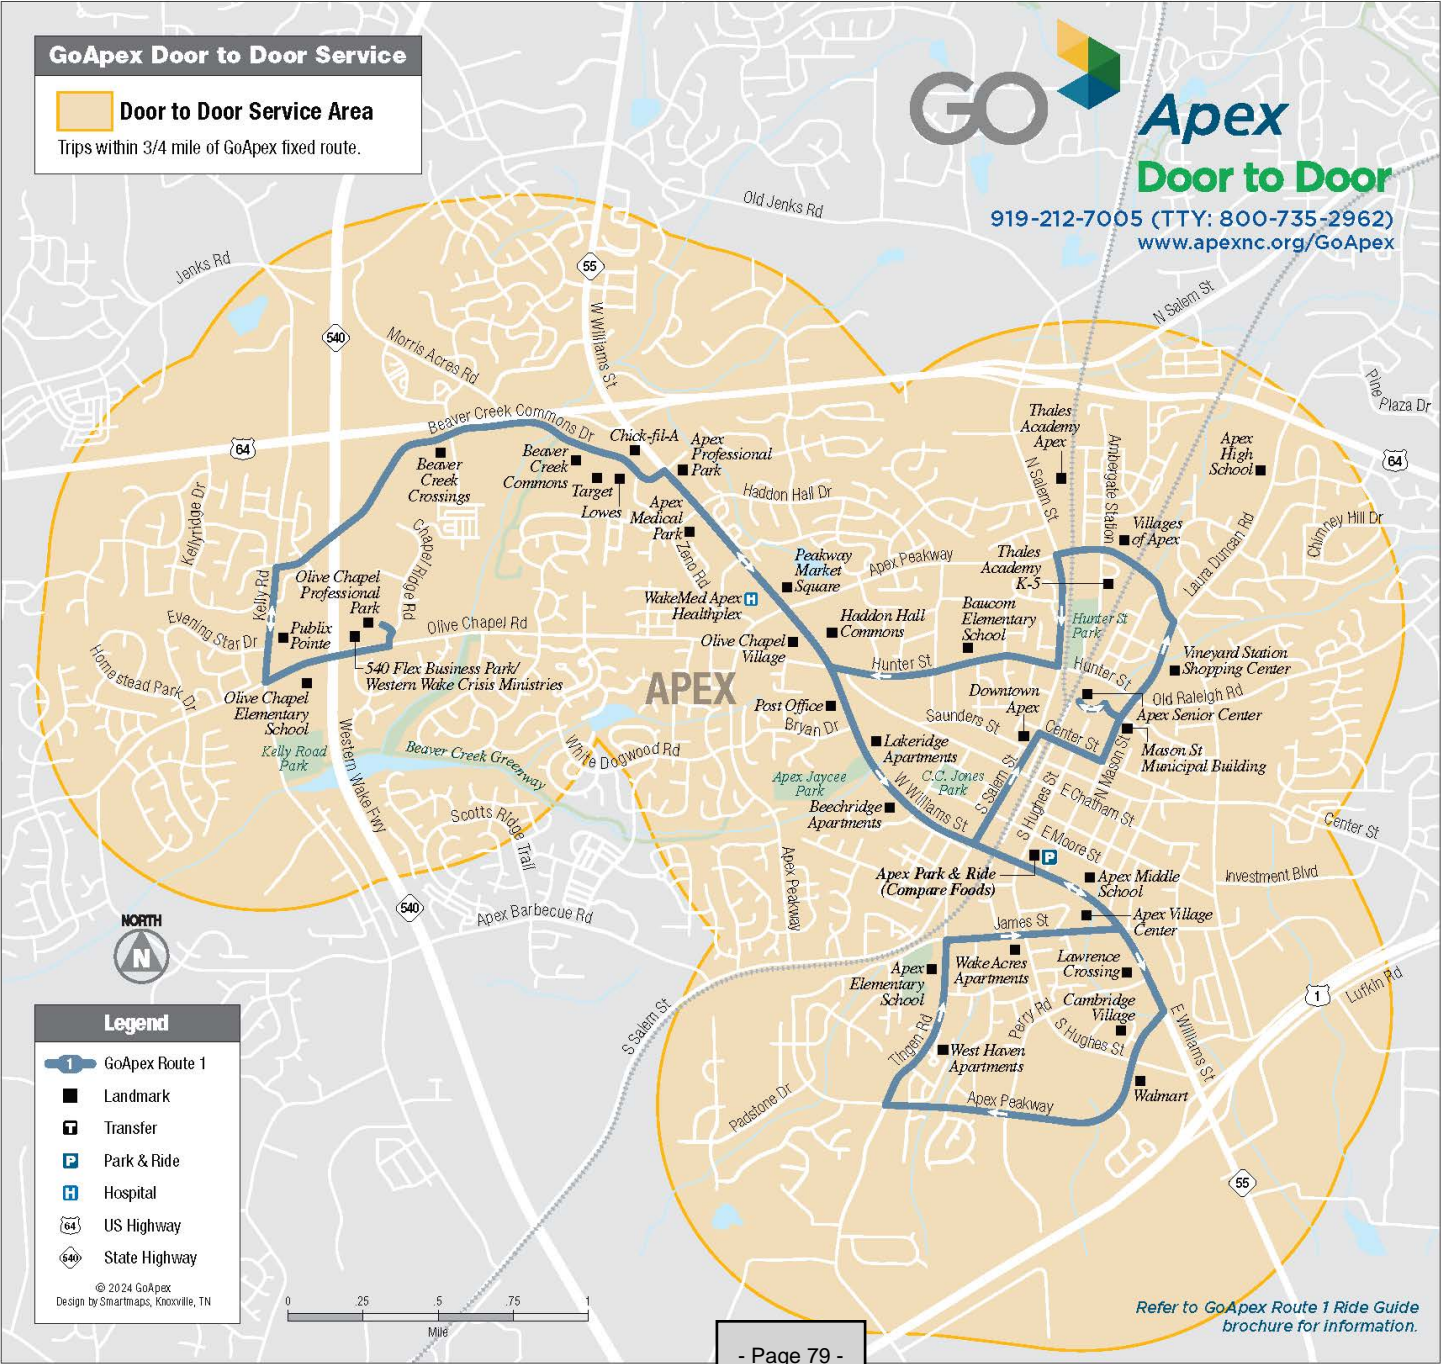 GoApex Door to Door Service
Door to Door Service Area
Trips within 3/4 mile of GoApex fixed route.
GO
Apex
Door to Door
919-212-7005 (TTY: 800-735-2962)
www.apexnc.org/GoApex
Old Jenks Rd
Jenks Rd
55
W Williams St
N Salem St
540
Morris Acres Rd
Pine Plaza Dr
Beaver Creek Commons Dr
64
Chick-fil-A
Apex
Professional
Park
Beaver
Creek
Crossings
Beaver
Creek
Commons
Target
Lowes
Apex
Medical
Park
Zeno Rd
Haddon Hall Dr
Thales
Academy
Apex
N Salem St
Ambergate Station
Apex
High
School
64
Villages
of Apex
Laura Duncan Rd
Chimney Hill Dr
Kellyridge Dr
Chapel Ridge Rd
Kelly Rd
Olive Chapel
Professional
Park
Peakway
Market
Square
Apex Peakway
Thales
Academy
K-5
WakeMed Apex
Healthplex
H
Haddon Hall
Commons
Baucom
Elementary
School
Hunter St
Park
Evening Star Dr
Publix
Pointe
Olive Chapel Rd
Olive Chapel
Village
Hunter St
Hunter St
Vineyard Station
Shopping Center
Homestead Park Dr
540 Flex Business Park/
Western Wake Crisis Ministries
Olive Chapel
Elementary
School
APEX
Post Office
Bryan Dr
Saunders St
Downtown
Apex
Old Raleigh Rd
Apex Senior Center
Center St
Mason St
Municipal Building
N Mason St
Kelly Road
Park
Western Wake Fwy
Beaver Creek Greenway
White Dogwood Rd
Lakeridge
Apartments
Apex Jaycee
Park
C.C. Jones
Park
W Williams St
S Salem St
S Hughes St
E Chatham St
Beechridge
Apartments
Scotts Ridge Trail
E Moore St
Center St
Apex Peakway
P
Apex Park & Ride
(Compare Foods)
Apex Middle
School
Investment Blvd
540
Apex Barbecue Rd
NORTH
N
James St
Apex Village
Center
Apex
Elementary
School
Wake Acres
Apartments
Lawrence
Crossing
Cambridge
Village
1
Lufkin Rd
S Salem St
Tingen Rd
Perry Rd
S Hughes St
E Williams St
West Haven
Apartments
Padstone Dr
Apex Peakway
Walmart
55
Legend
1 GoApex Route 1
Landmark
T Transfer
P Park & Ride
H Hospital
64 US Highway
540 State Highway
© 2024 GoApex
Design by Smartmaps, Knoxville, TN
0 .25 .5 .75 1
Mile
Refer to GoApex Route 1 Ride Guide
brochure for information.
- Page 79 -